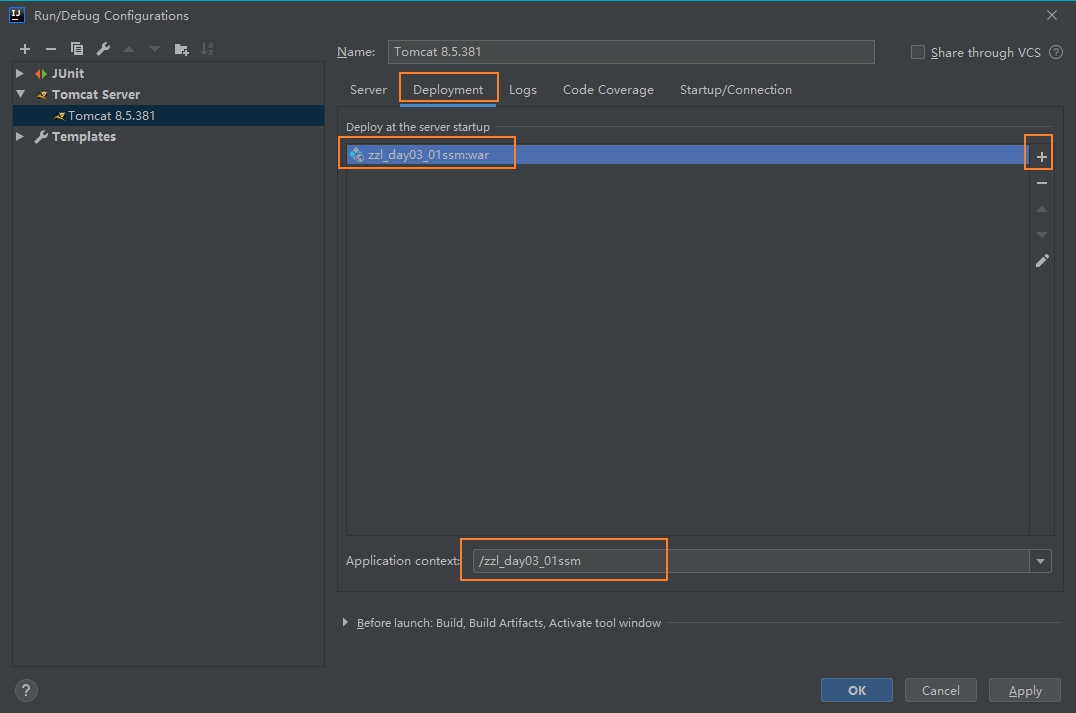 Run/Debug Configurations
Name: Tomcat 8.5.381
Share through VCS
JUnit
Tomcat Server
Tomcat 8.5.381
Templates
Server Deployment Logs Code Coverage Startup/Connection
Deploy at the server startup
zzl_day03_01ssm:war
Application context: /zzl_day03_01ssm
Before launch: Build, Build Artifacts, Activate tool window
OK Cancel Apply